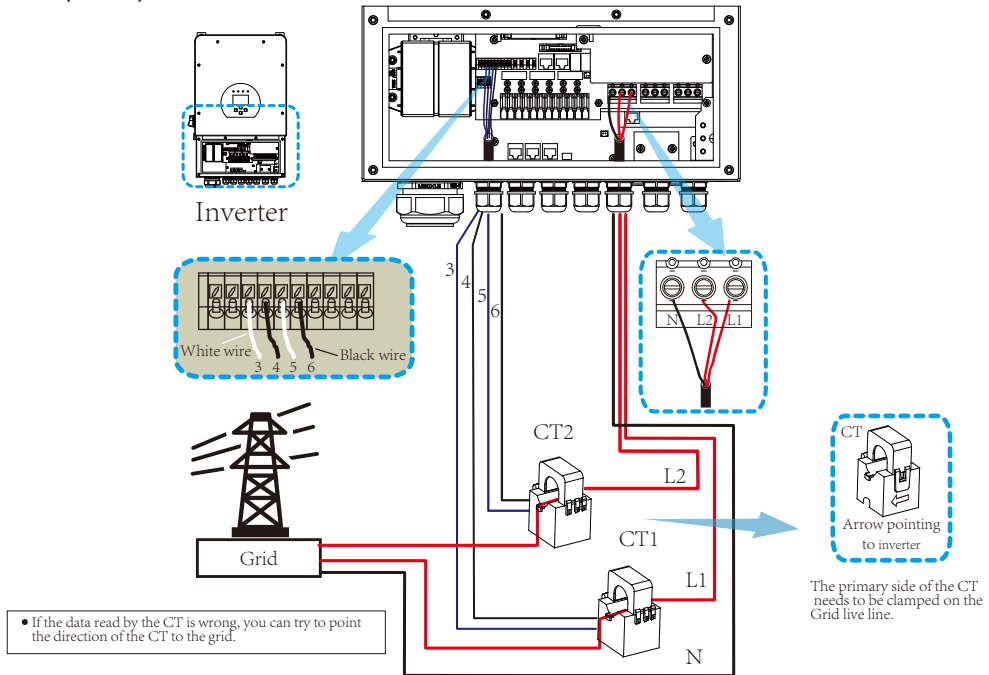 Inverter
3
4
5
6
White wire
Black wire
3 4 5 6
N L2 L1
CT2
L2
CT
Arrow pointing
to inverter
CT1
Grid
L1
The primary side of the CT
needs to be clamped on the
Grid live line.
• If the data read by the CT is wrong, you can try to point
the direction of the CT to the grid.
N